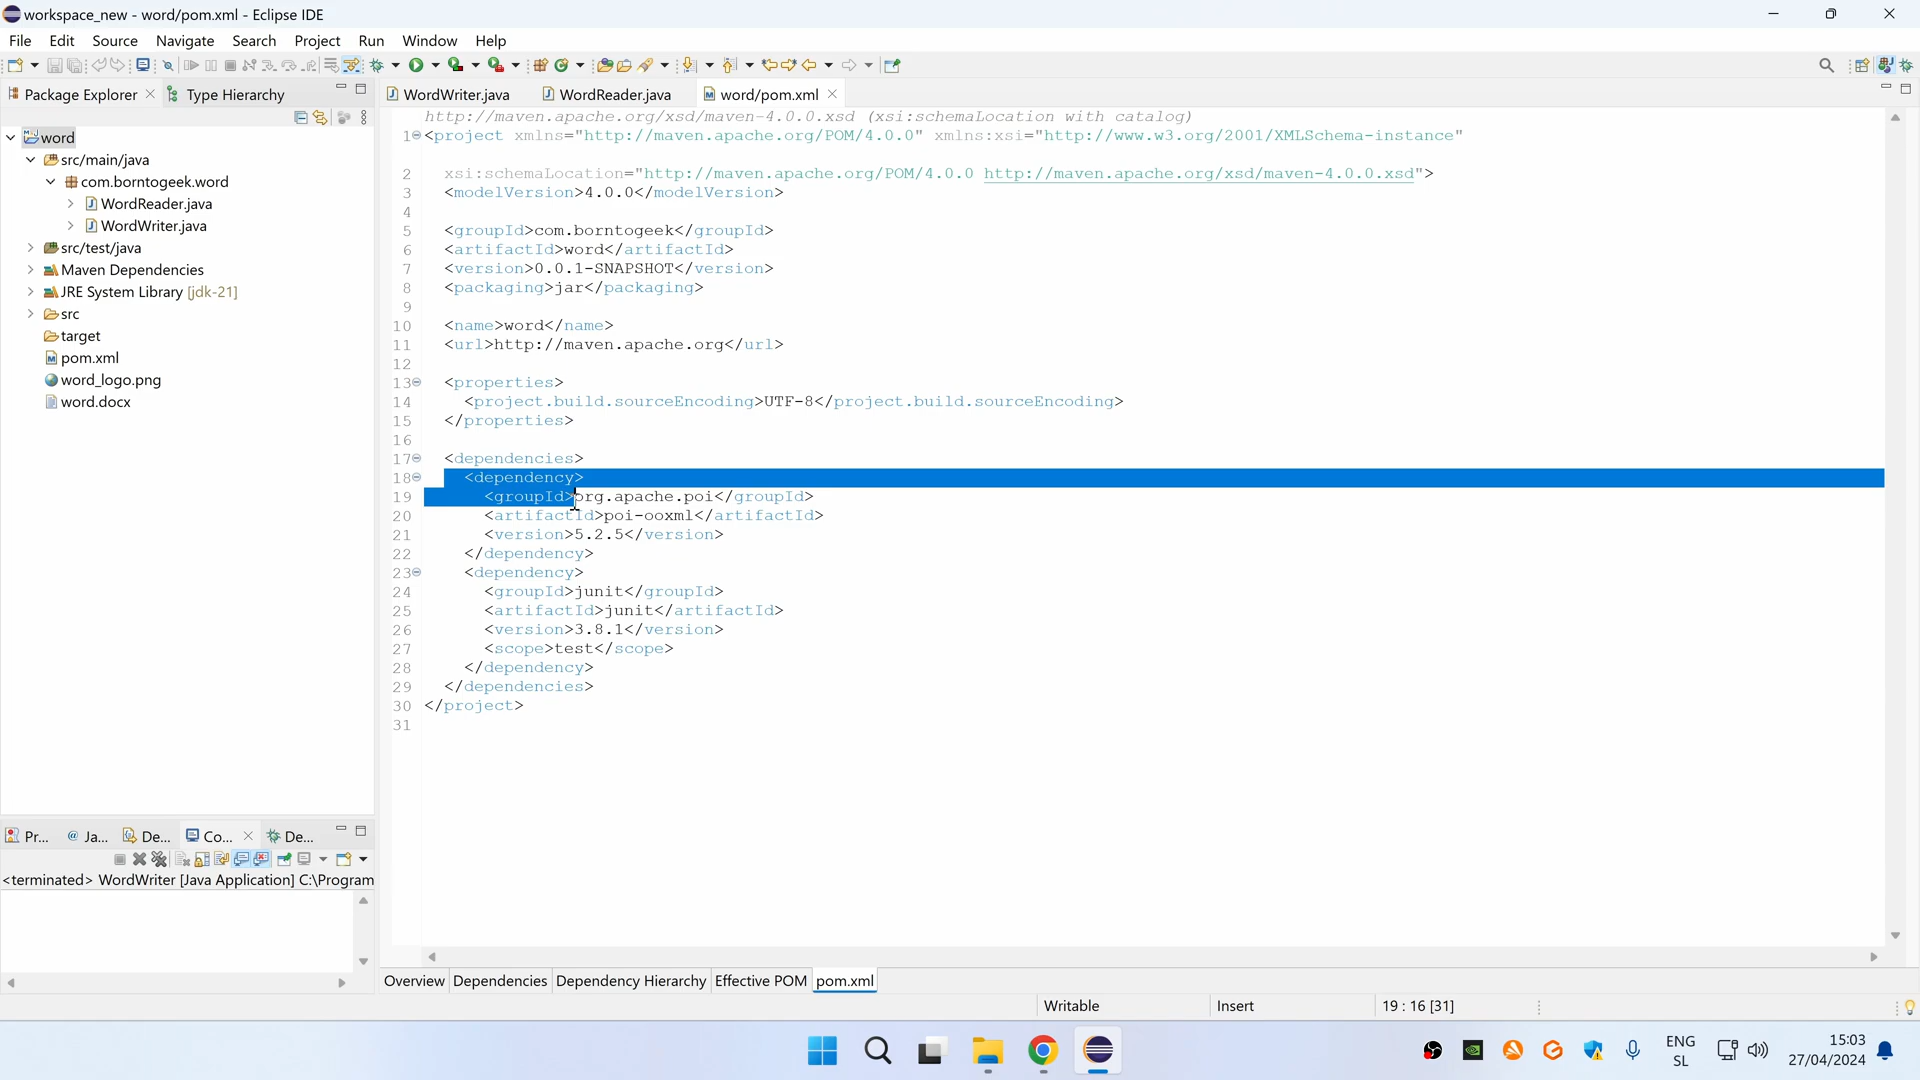 workspace_new - word/pom.xml - Eclipse IDE
File Edit Source Navigate Search Project Run Window Help
Package Explorer Type Hierarchy
WordWriter.java WordReader.java word/pom.xml
word
src/main/java
com.borntogeek.word
WordReader.java
WordWriter.java
src/test/java
Maven Dependencies
JRE System Library [jdk-21]
src
target
pom.xml
word_logo.png
word.docx
http://maven.apache.org/xsd/maven-4.0.0.xsd (xsi:schemaLocation with catalog)
1 <project xmlns="http://maven.apache.org/POM/4.0.0" xmlns:xsi="http://www.w3.org/2001/XMLSchema-instance"
2 xsi:schemaLocation="http://maven.apache.org/POM/4.0.0 http://maven.apache.org/xsd/maven-4.0.0.xsd">
3 <modelVersion>4.0.0</modelVersion>
4
5 <groupId>com.borntogeek</groupId>
6 <artifactId>word</artifactId>
7 <version>0.0.1-SNAPSHOT</version>
8 <packaging>jar</packaging>
9
10 <name>word</name>
11 <url>http://maven.apache.org</url>
12
13 <properties>
14 <project.build.sourceEncoding>UTF-8</project.build.sourceEncoding>
15 </properties>
16
17 <dependencies>
18 <dependency>
19 <groupId>org.apache.poi</groupId>
20 <artifactId>poi-ooxml</artifactId>
21 <version>5.2.5</version>
22 </dependency>
23 <dependency>
24 <groupId>junit</groupId>
25 <artifactId>junit</artifactId>
26 <version>3.8.1</version>
27 <scope>test</scope>
28 </dependency>
29 </dependencies>
30 </project>
31
Pr... Ja... De... Co... De...
<terminated> WordWriter [Java Application] C:\Program
Overview Dependencies Dependency Hierarchy Effective POM pom.xml
Writable Insert 19 : 16 [31]
ENG
SL
15:03
27/04/2024